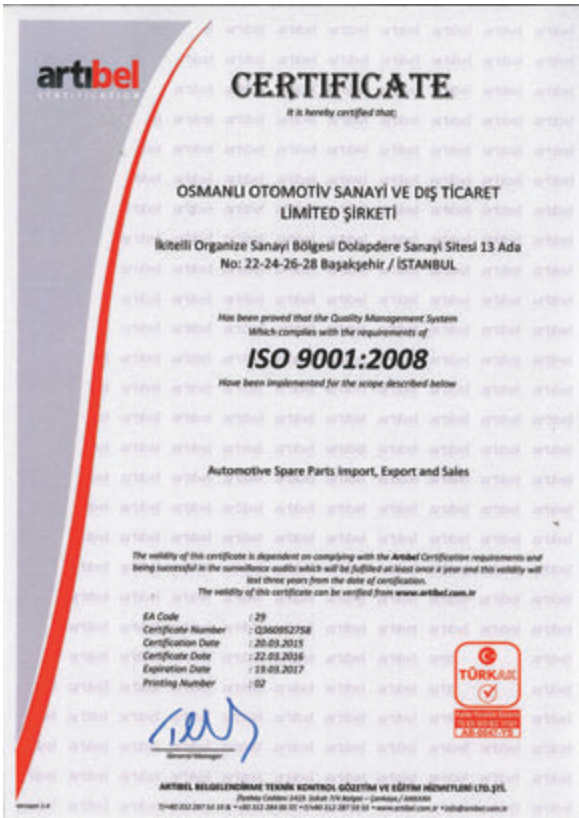 artıbel
CERTIFICATION
CERTIFICATE
It is hereby certified that;
OSMANLI OTOMOTİV SANAYİ VE DIŞ TİCARET
LİMİTED ŞİRKETİ
İkitelli Organize Sanayi Bölgesi Dolapdere Sanayi Sitesi 13 Ada
No: 22-24-26-28 Başakşehir / İSTANBUL
Has been proved that the Quality Management System
Which complies with the requirements of
ISO 9001:2008
Have been implemented for the scope described below
Automotive Spare Parts Import, Export and Sales
The validity of this certificate is dependent on complying with the Artıbel Certification requirements and
being successful in the surveillance audits which will be fulfilled at least once a year and this validity will
last three years from the date of certification.
The validity of this certificate can be verified from www.artibel.com.tr
EA Code : 29
Certificate Number : Q360952758
Certification Date : 20.03.2015
Certificate Date : 22.03.2016
Expiration Date : 19.03.2017
Printing Number : 02
General Manager
TÜRKAK
AB-0047-YS
ARTIBEL BELGELENDİRME TEKNİK KONTROL GÖZETİM VE EĞİTİM HİZMETLERİ LTD.ŞTİ.